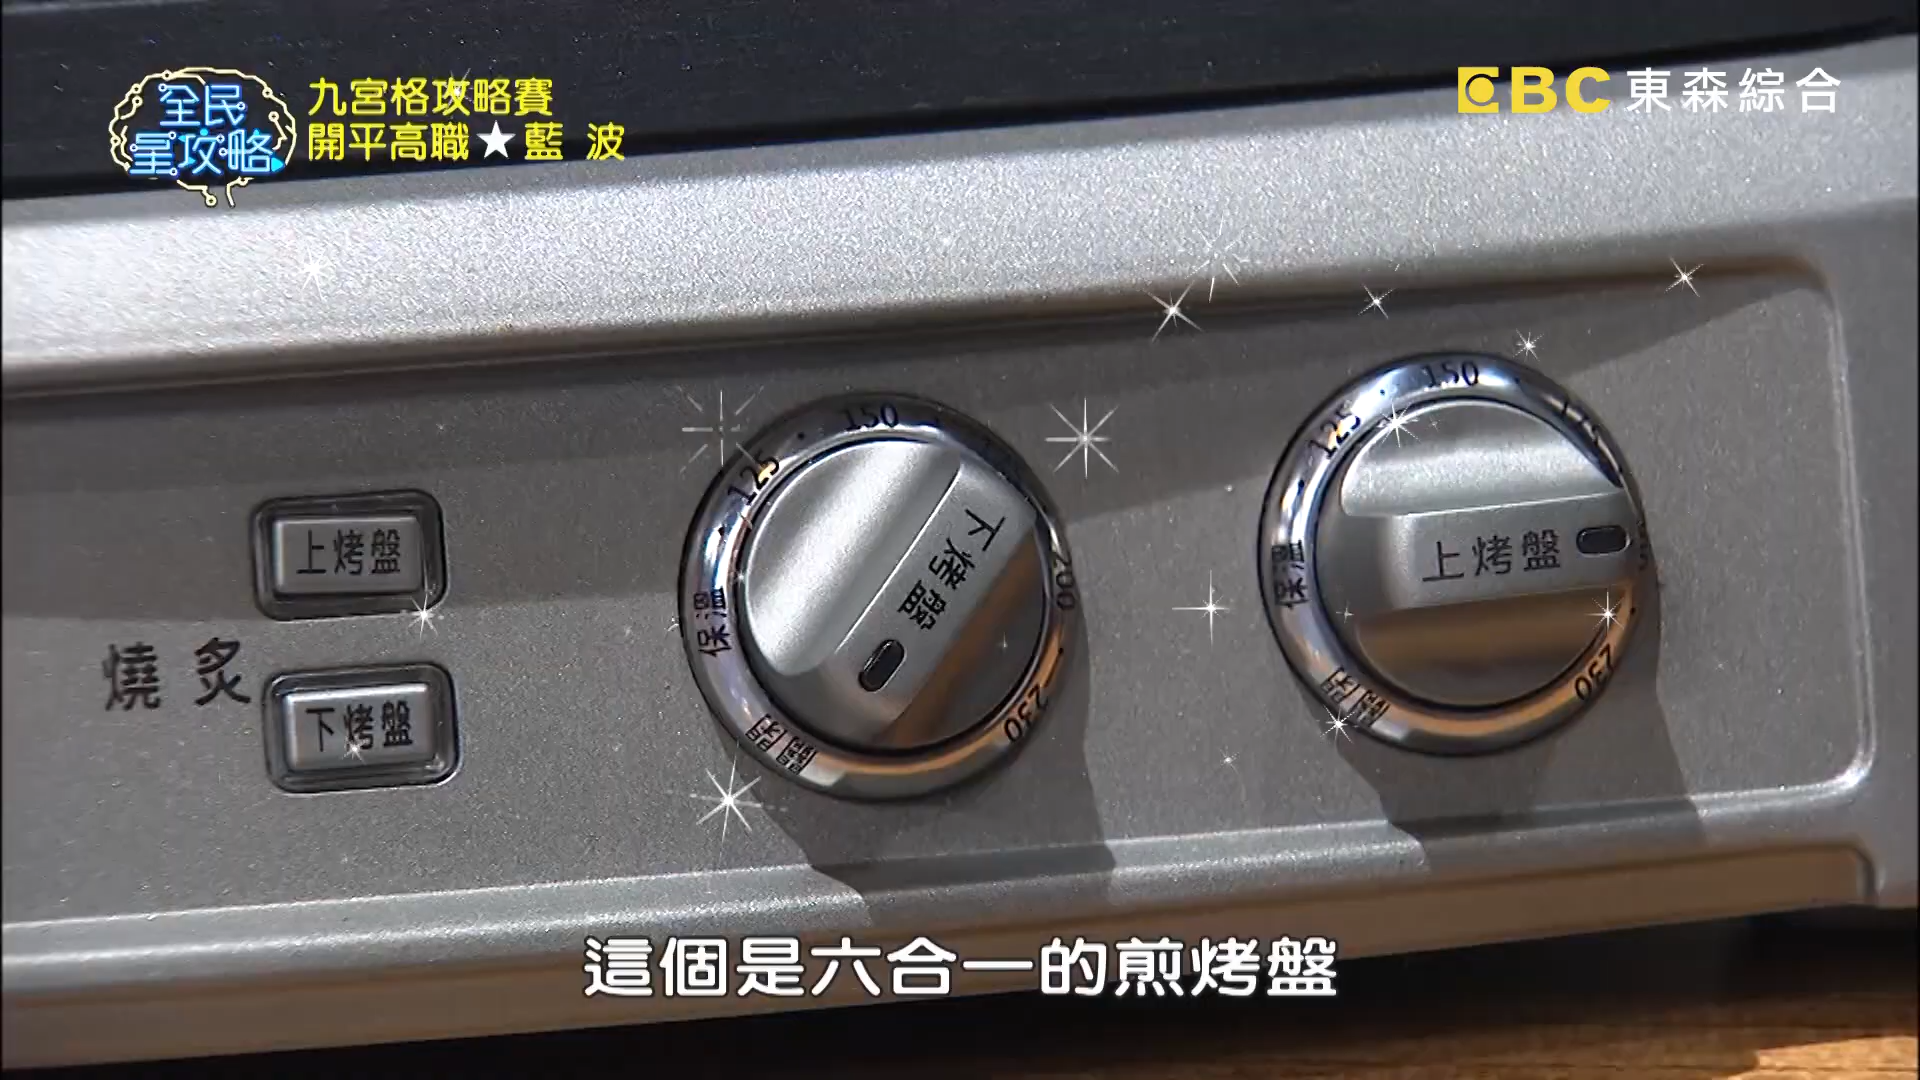 全民
星攻略
九宮格攻略賽
開平高職★藍 波
EBC 東森綜合
上烤盤
燒炙
下烤盤
保溫
125
150
200
230
關閉
下烤盤
保溫
125
150
175
230
關閉
上烤盤
這個是六合一的煎烤盤